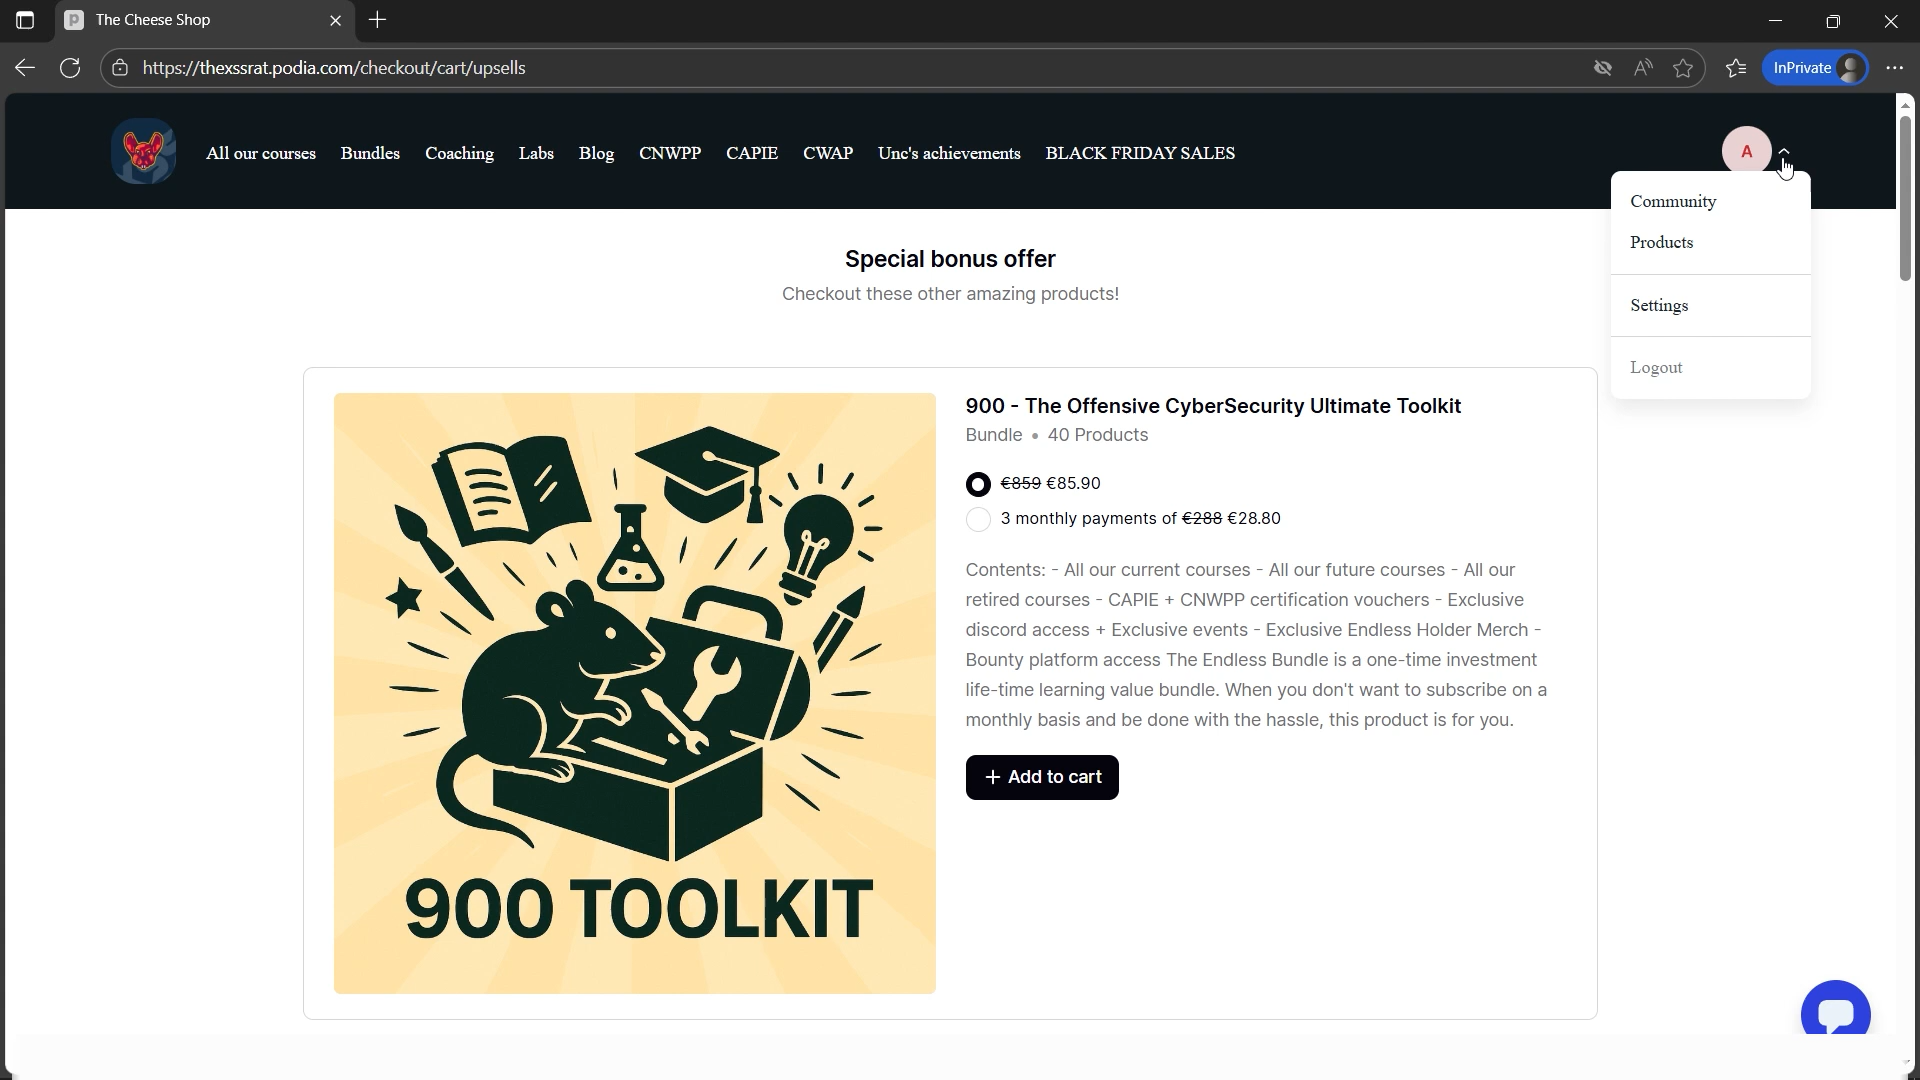 The Cheese Shop
https://thexssrat.podia.com/checkout/cart/upsells
InPrivate
All our courses
Bundles
Coaching
Labs
Blog
CNWPP
CAPIE
CWAP
Unc's achievements
BLACK FRIDAY SALES
A
Community
Products
Settings
Logout
Special bonus offer
Checkout these other amazing products!
900 TOOLKIT
900 - The Offensive CyberSecurity Ultimate Toolkit
Bundle • 40 Products
€859 €85.90
3 monthly payments of €288 €28.80
Contents: - All our current courses - All our future courses - All our
retired courses - CAPIE + CNWPP certification vouchers - Exclusive
discord access + Exclusive events - Exclusive Endless Holder Merch -
Bounty platform access The Endless Bundle is a one-time investment
life-time learning value bundle. When you don't want to subscribe on a
monthly basis and be done with the hassle, this product is for you.
+ Add to cart